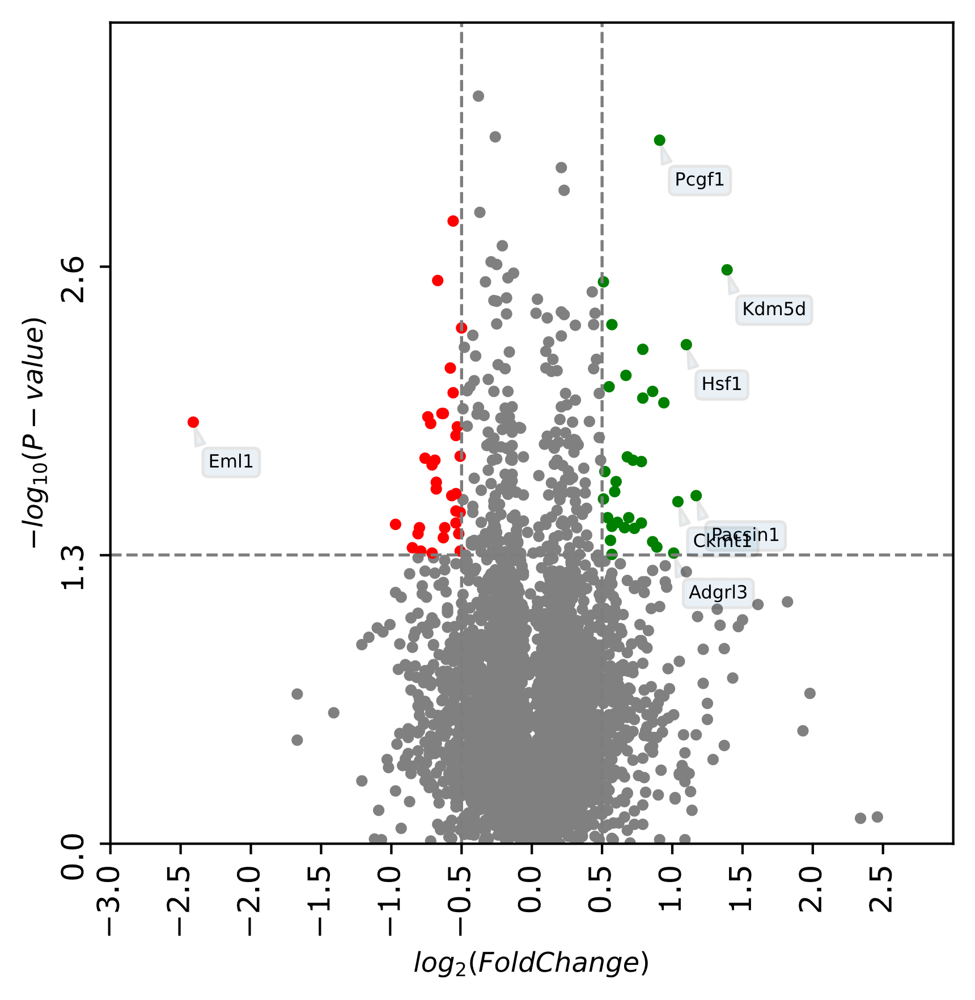 Pcgf1
Kdm5d
Hsf1
Eml1
Pacsin1
Ckmt1
Adgrl3
−log₁₀(P − value)
2.6
1.3
0.0
−3.0
−2.5
−2.0
−1.5
−1.0
−0.5
0.0
0.5
1.0
1.5
2.0
2.5
log₂(FoldChange)